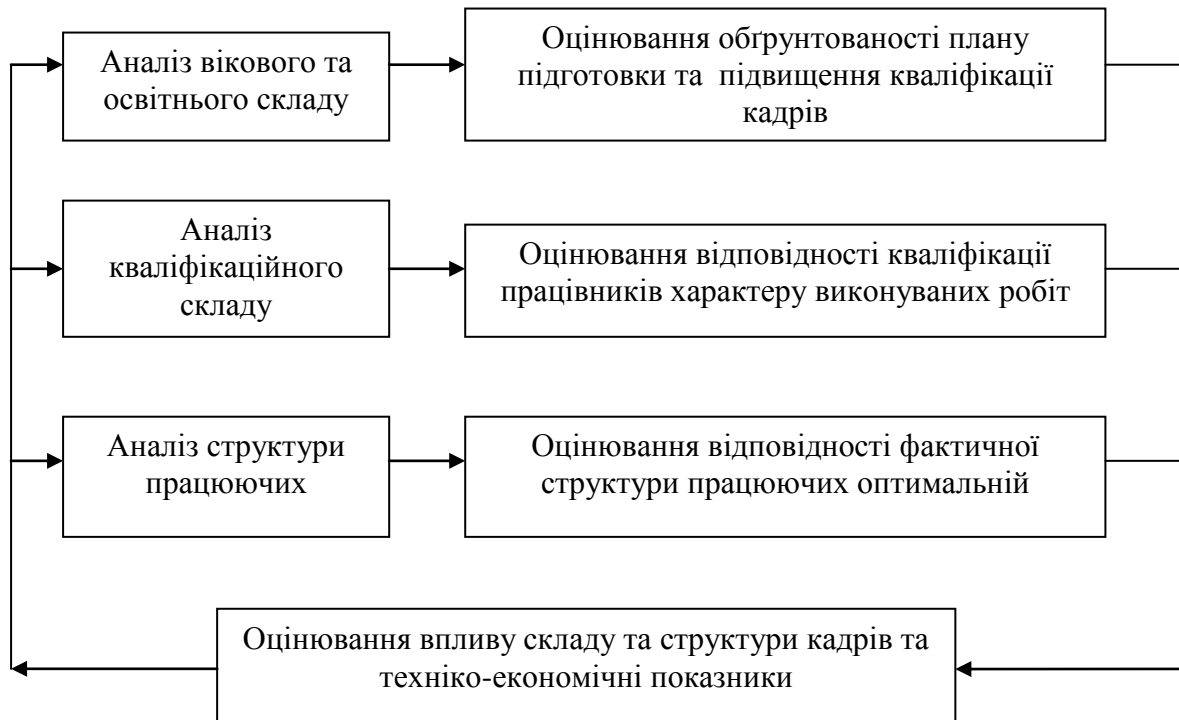 Аналіз вікового та
освітнього складу
Оцінювання обґрунтованості плану
підготовки та підвищення кваліфікації
кадрів
Аналіз
кваліфікаційного
складу
Оцінювання відповідності кваліфікації
працівників характеру виконуваних робіт
Аналіз структури
працюючих
Оцінювання відповідності фактичної
структури працюючих оптимальній
Оцінювання впливу складу та структури кадрів та
техніко-економічні показники